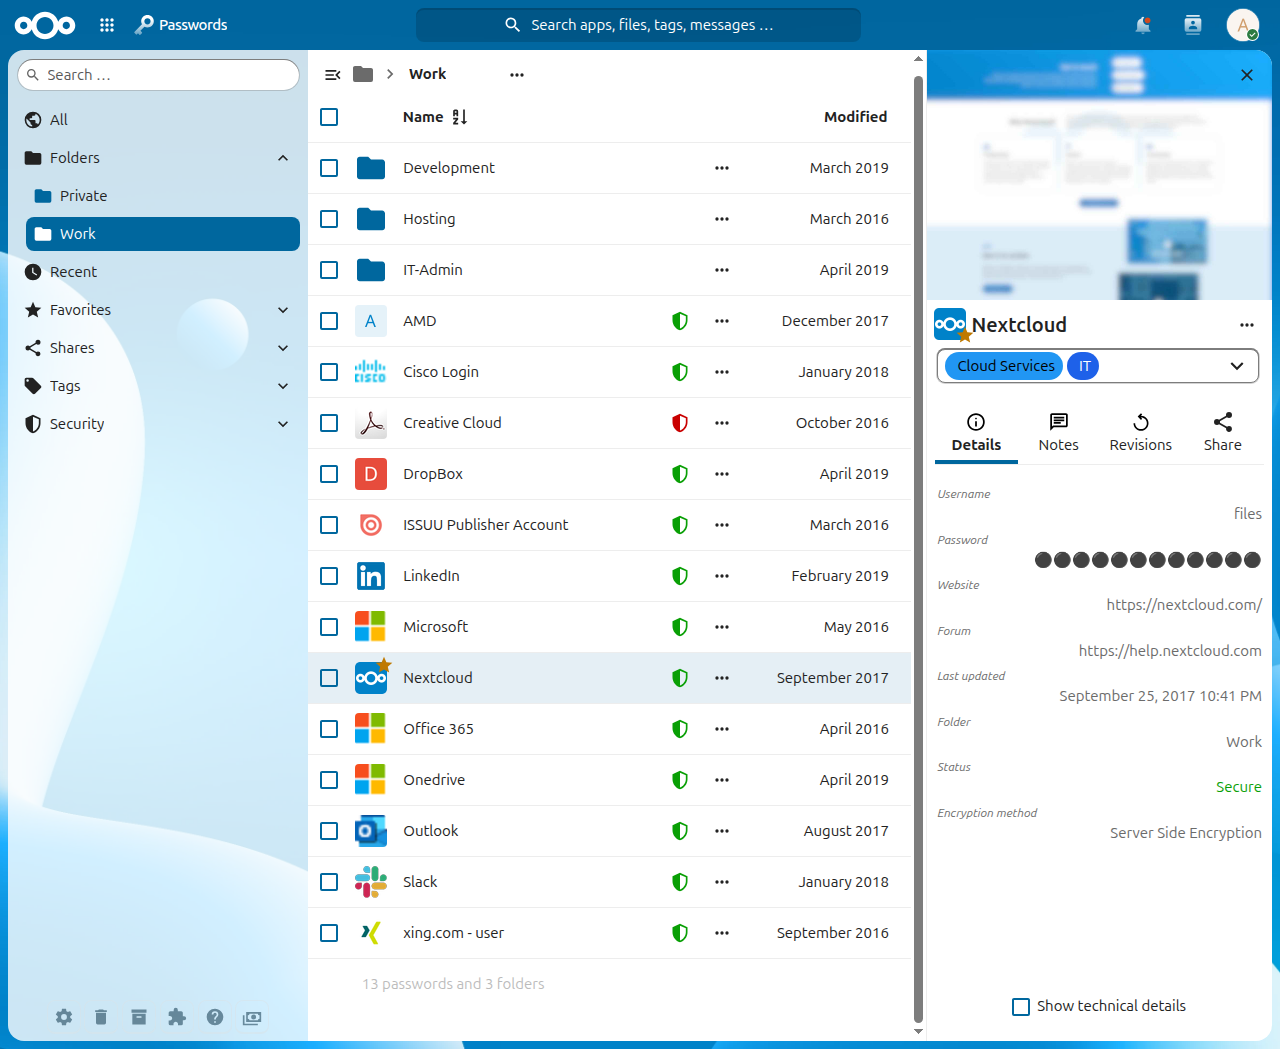 Passwords
Search apps, files, tags, messages …
A
Search …
All
Folders
Private
Work
Recent
Favorites
Shares
Tags
Security
Work
Name
Modified
Development
March 2019
Hosting
March 2016
IT-Admin
April 2019
A AMD
December 2017
Cisco Login
January 2018
Creative Cloud
October 2016
D DropBox
April 2019
ISSUU Publisher Account
March 2016
LinkedIn
February 2019
Microsoft
May 2016
Nextcloud
September 2017
Office 365
April 2016
Onedrive
April 2019
Outlook
August 2017
Slack
January 2018
xing.com - user
September 2016
13 passwords and 3 folders
Nextcloud
Cloud Services IT
Details Notes Revisions Share
Username
files
Password
Website
https://nextcloud.com/
Forum
https://help.nextcloud.com
Last updated
September 25, 2017 10:41 PM
Folder
Work
Status
Secure
Encryption method
Server Side Encryption
Show technical details